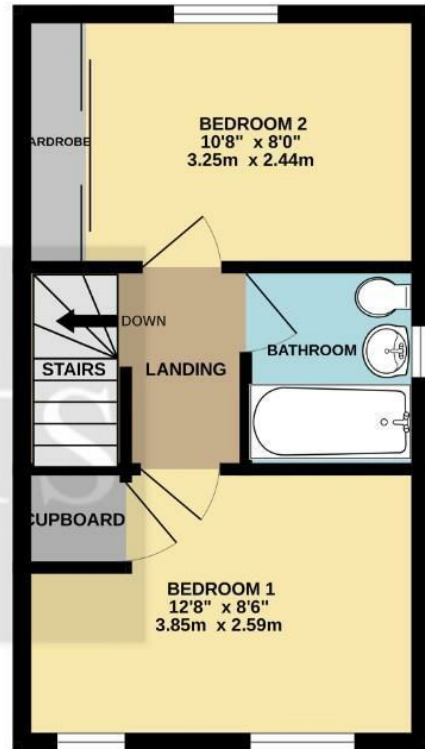 BEDROOM 2
10'8" x 8'0"
3.25m x 2.44m
ARDROBE
DOWN
STAIRS
LANDING
BATHROOM
CUPBOARD
BEDROOM 1
12'8" x 8'6"
3.85m x 2.59m